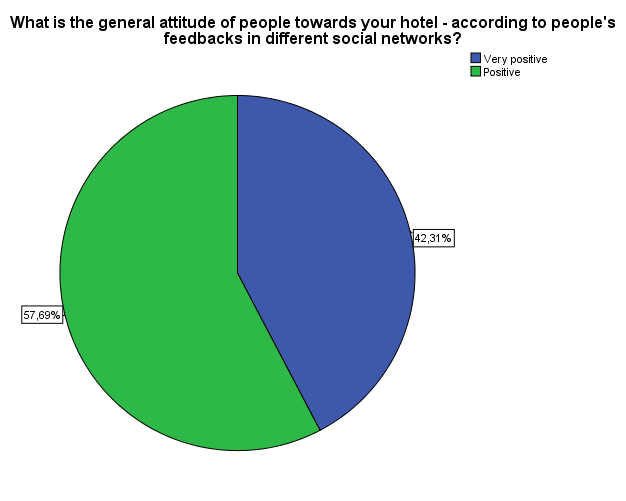 What is the general attitude of people towards your hotel - according to people's
feedbacks in different social networks?
Very positive
Positive
42,31%
57,69%